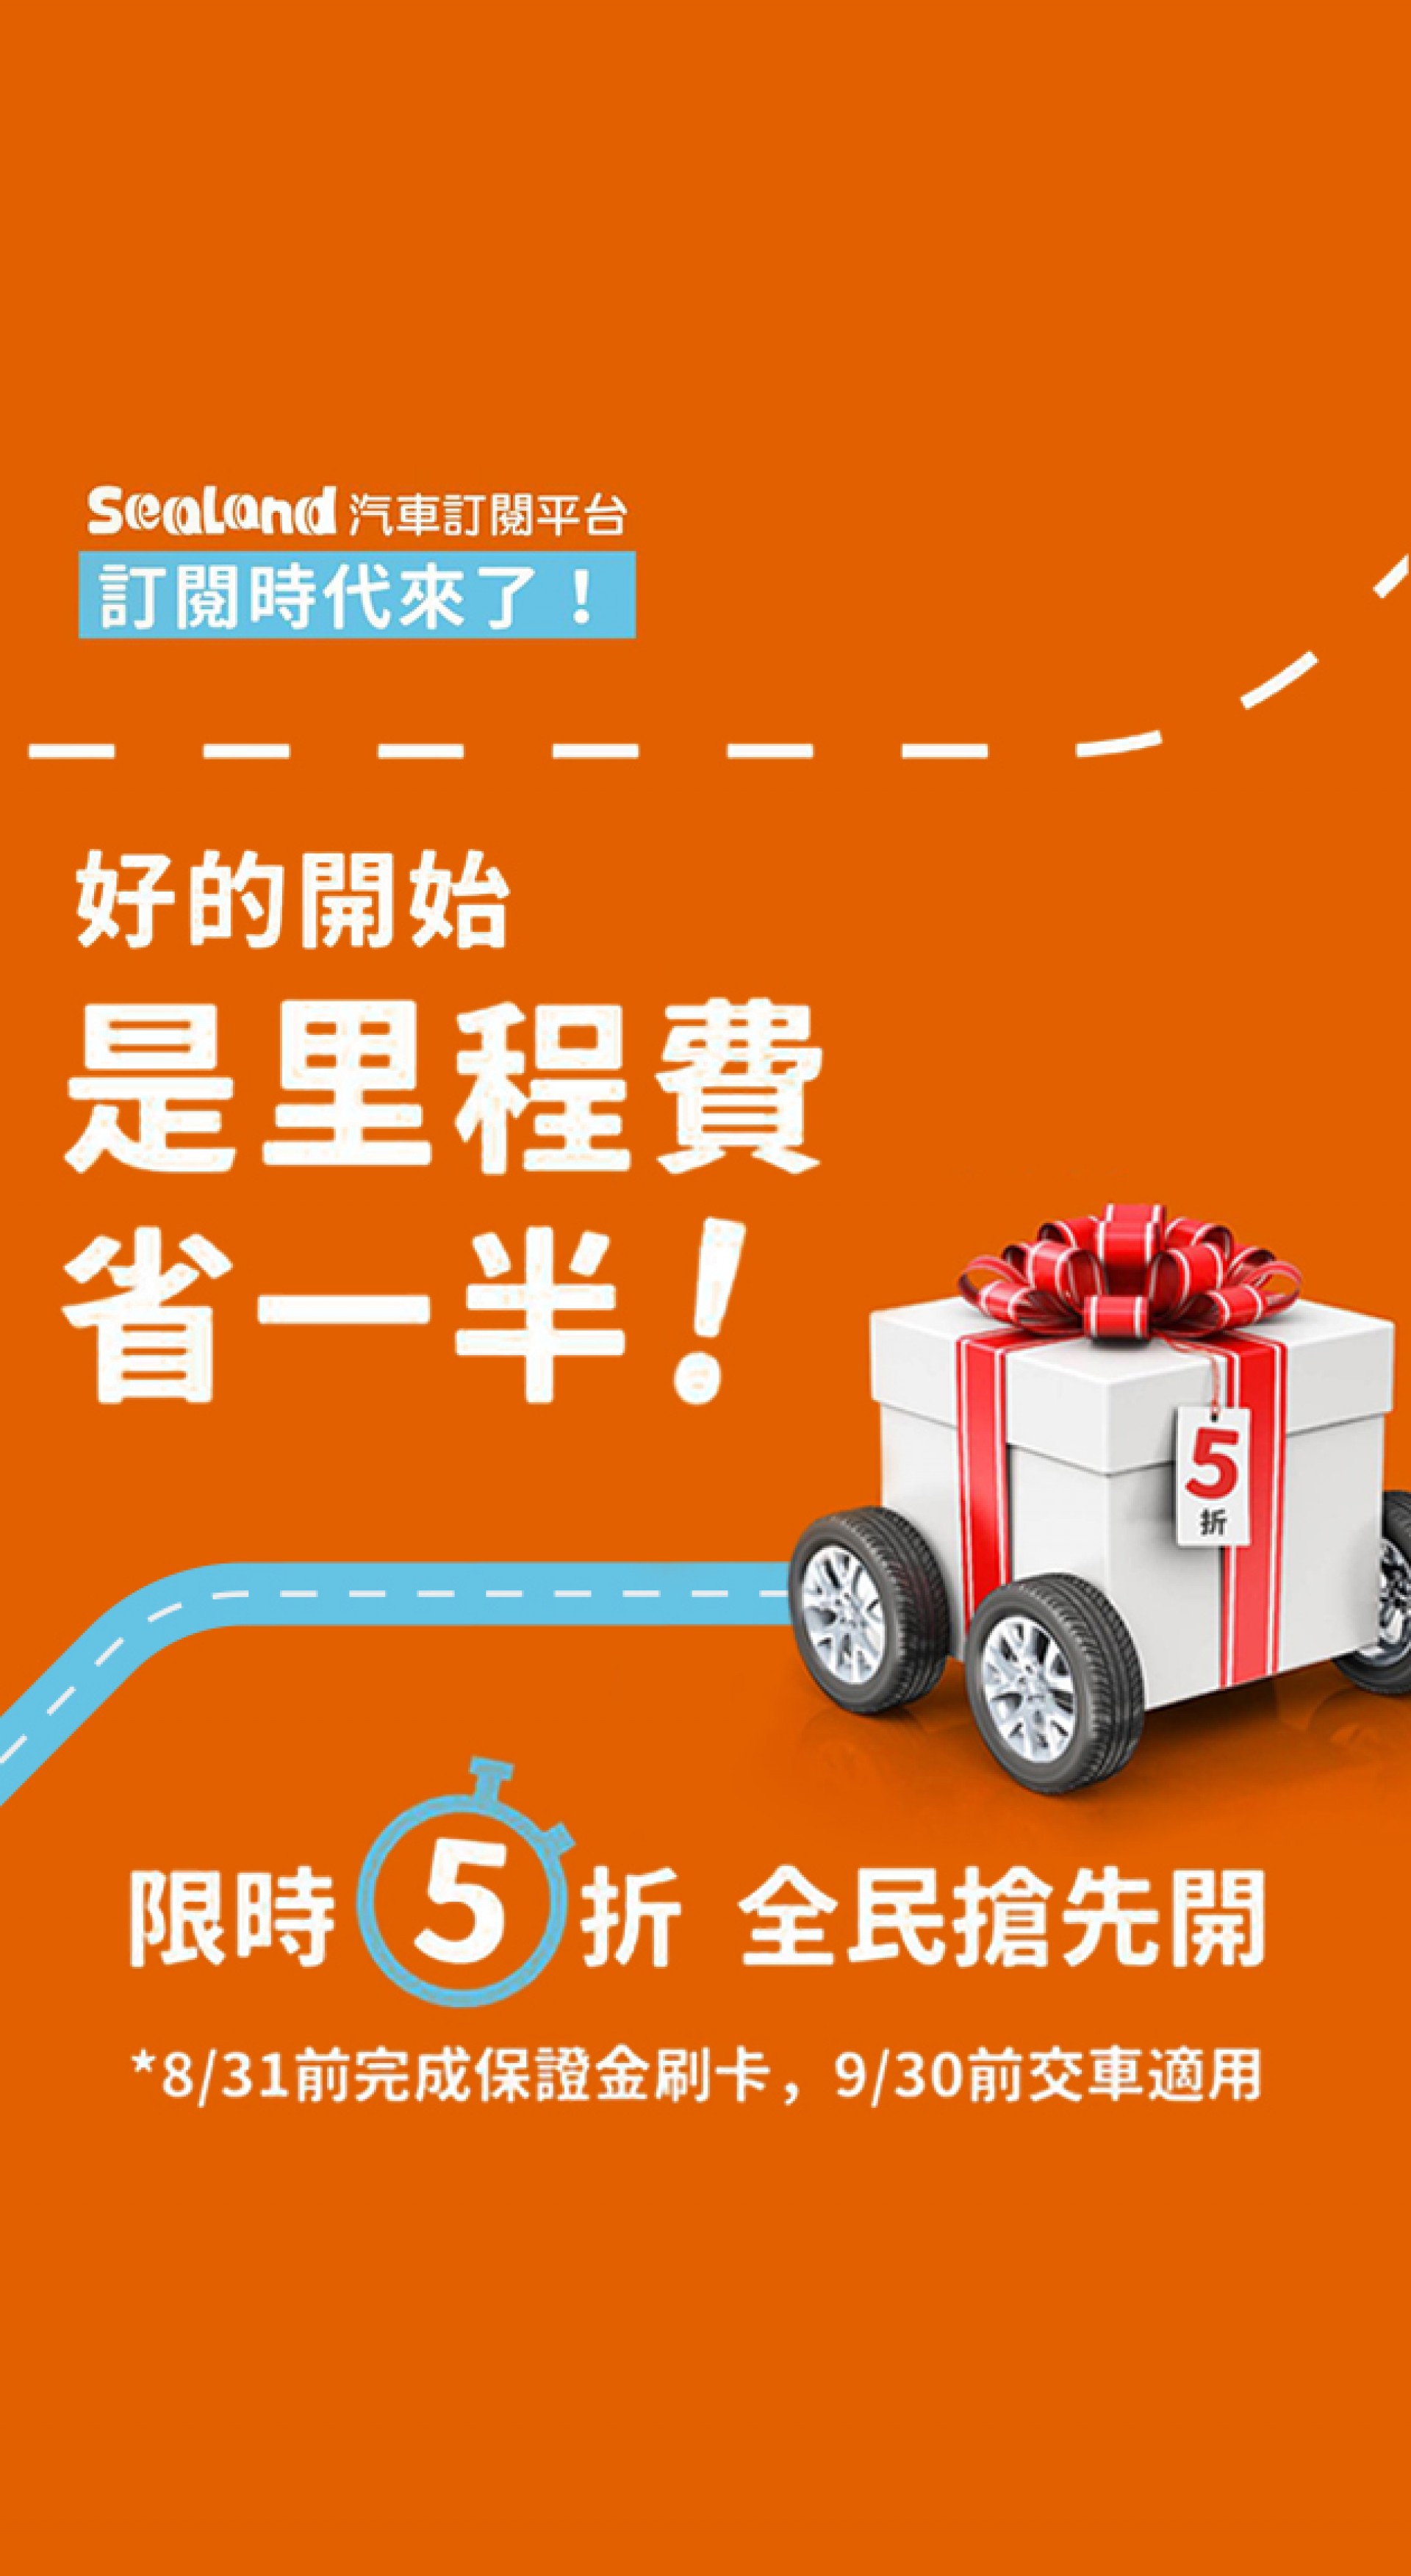 Sealand 汽車訂閱平台
訂閱時代來了！
好的開始
是里程費
省一半！
5
折
限時5折 全民搶先開
*8/31前完成保證金刷卡，9/30前交車適用